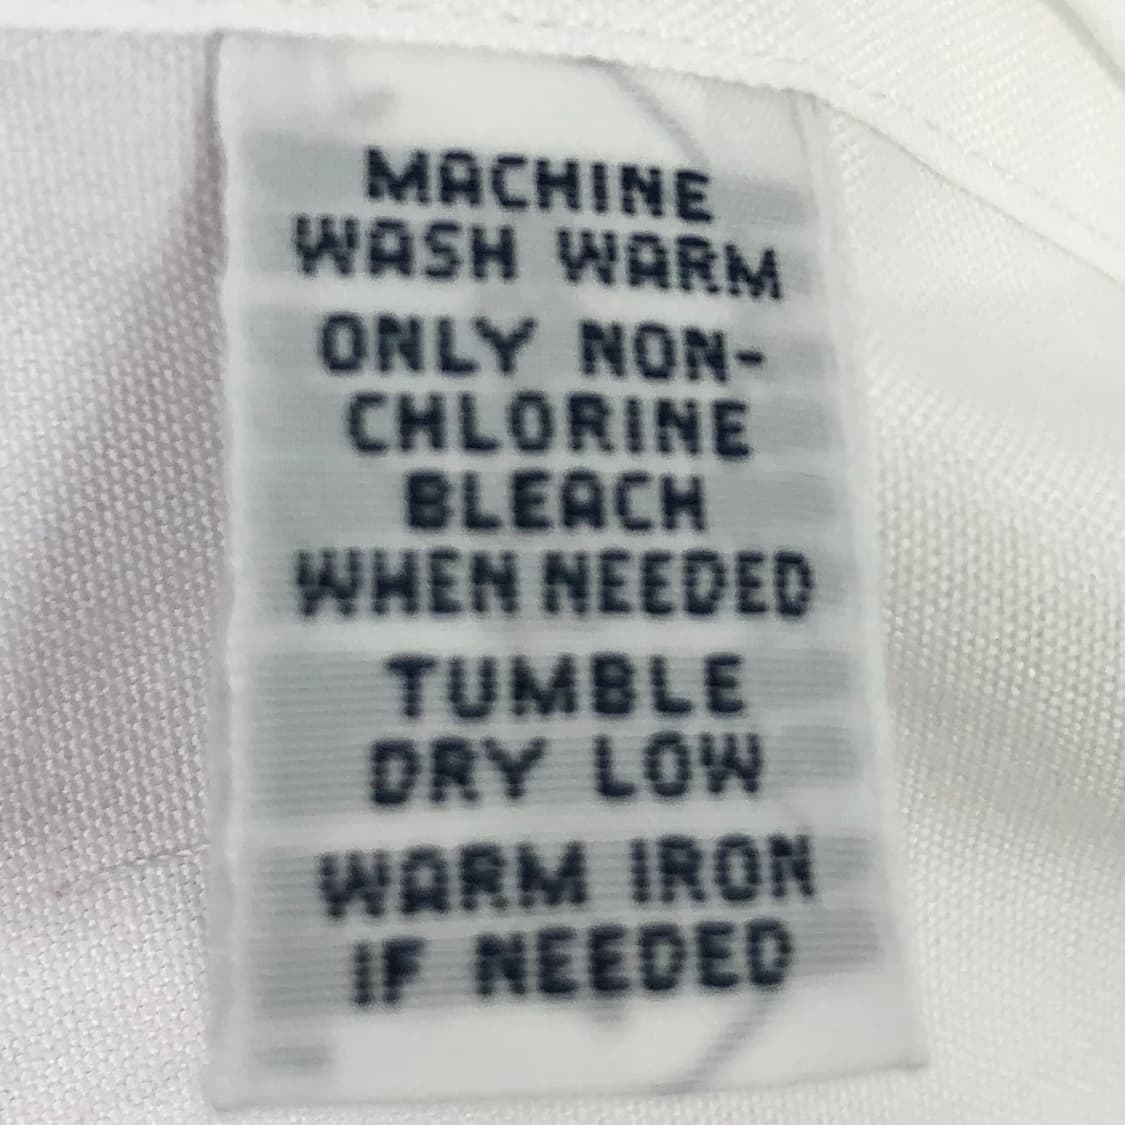 MACHINE
WASH WARM
ONLY NON-
CHLORINE
BLEACH
WHEN NEEDED
TUMBLE
DRY LOW
WARM IRON
IF NEEDED